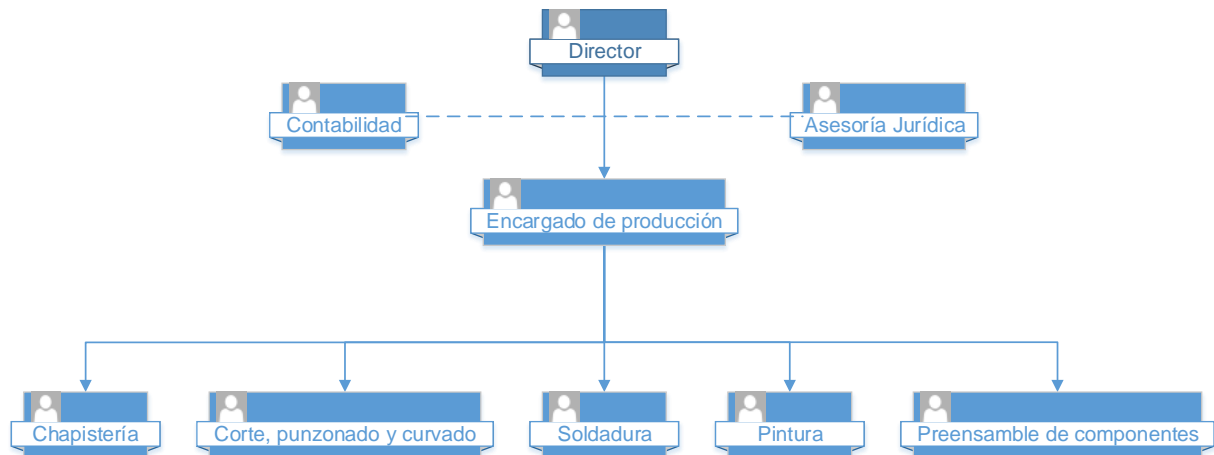 Director
Contabilidad
Asesoría Jurídica
Encargado de producción
Chapistería
Corte, punzonado y curvado
Soldadura
Pintura
Preensamble de componentes